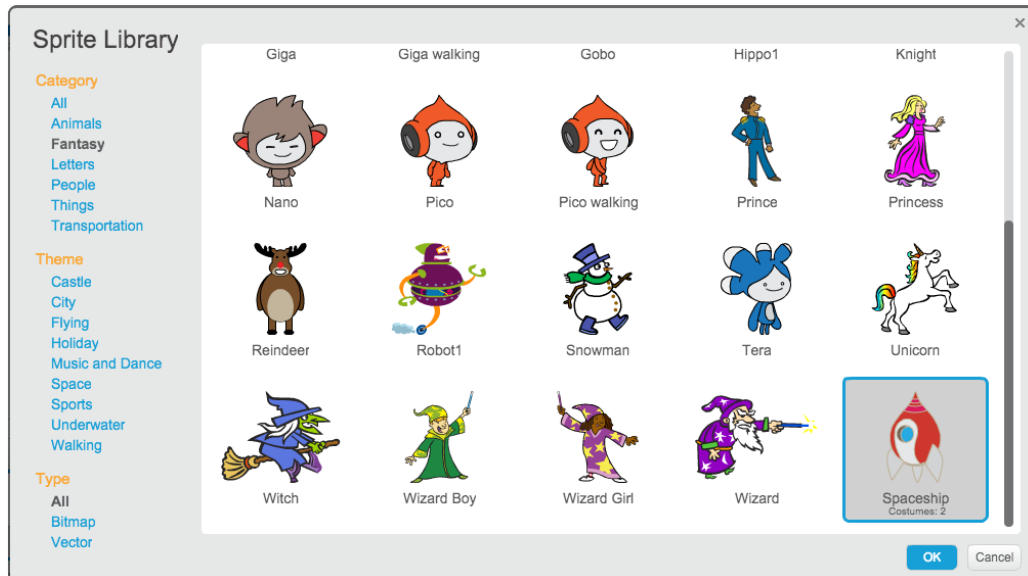 Sprite Library
×
Category
All
Animals
Fantasy
Letters
People
Things
Transportation
Theme
Castle
City
Flying
Holiday
Music and Dance
Space
Sports
Underwater
Walking
Type
All
Bitmap
Vector
Giga
Giga walking
Gobo
Hippo1
Knight
Nano
Pico
Pico walking
Prince
Princess
Reindeer
Robot1
Snowman
Tera
Unicorn
Witch
Wizard Boy
Wizard Girl
Wizard
Spaceship
Costumes: 2
OK
Cancel